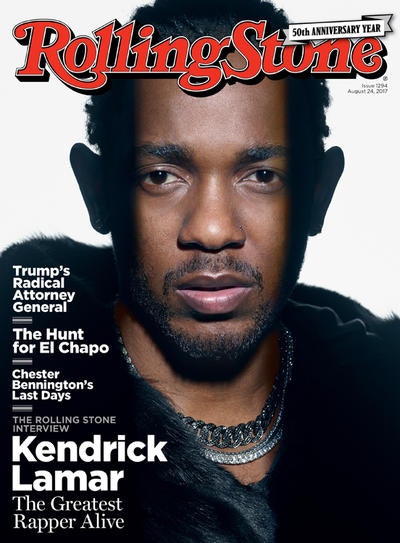 Rolling Stone
50th ANNIVERSARY YEAR
Issue 1294
August 24, 2017
Trump's
Radical
Attorney
General
The Hunt
for El Chapo
Chester
Bennington's
Last Days
THE ROLLING STONE
INTERVIEW
Kendrick
Lamar
The Greatest
Rapper Alive